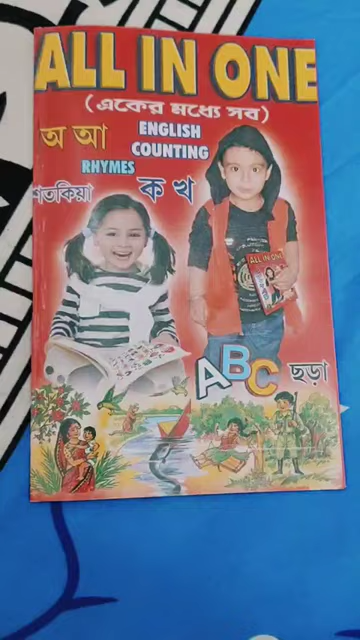 ALL IN ONE
(একের মধ্যে সব)
অ আ
ENGLISH
COUNTING
RHYMES
শতকিয়া
ক খ
ALL IN ONE
ABC
ছড়া